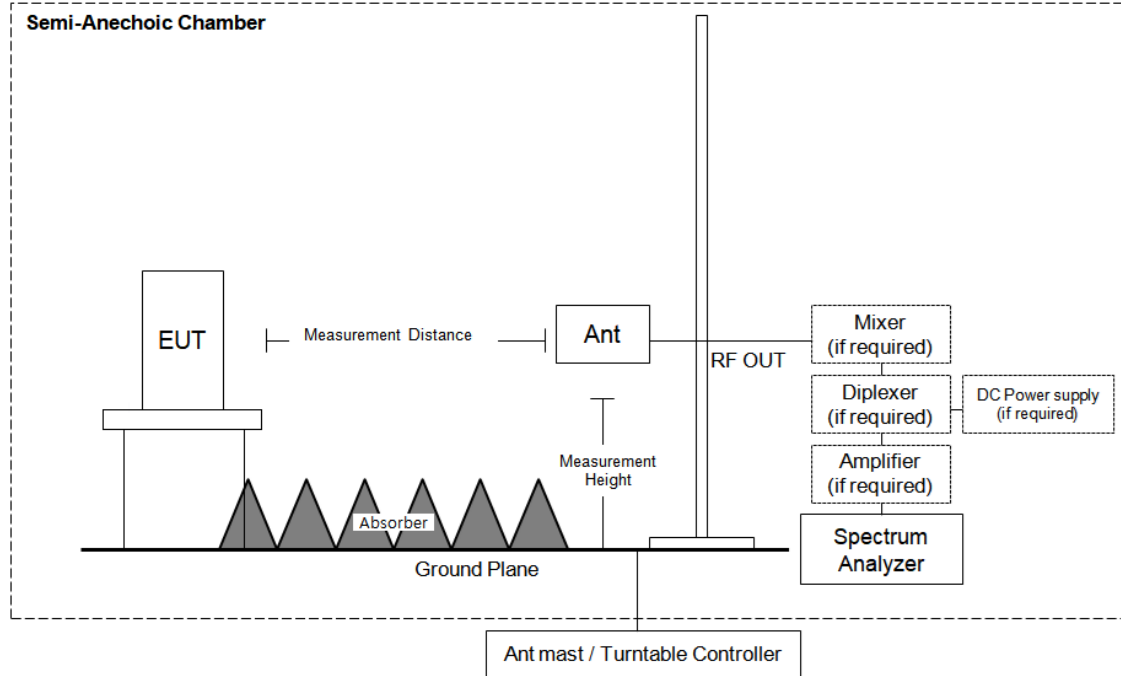 Semi-Anechoic Chamber
EUT
Measurement Distance
Ant
RF OUT
Mixer
(if required)
Diplexer
(if required)
DC Power supply
(if required)
Amplifier
(if required)
Measurement
Height
Absorber
Spectrum
Analyzer
Ground Plane
Ant mast / Turntable Controller